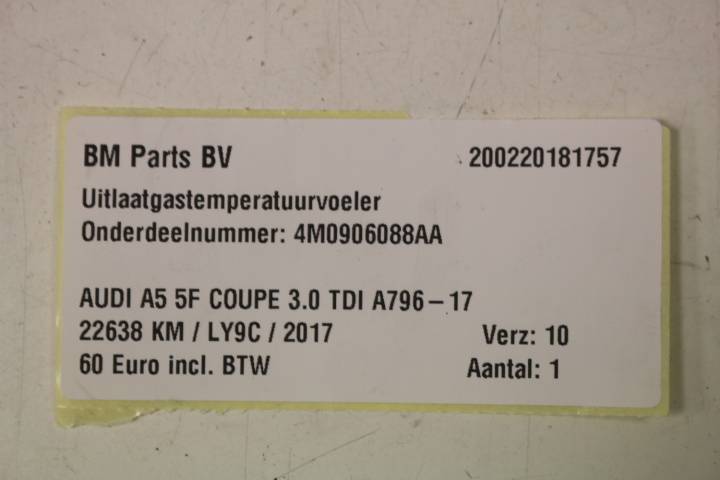 BM Parts BV 200220181757
Uitlaatgastemperatuurvoeler
Onderdeelnummer: 4M0906088AA
AUDI A5 5F COUPE 3.0 TDI A796-17
22638 KM / LY9C / 2017 Verz: 10
60 Euro incl. BTW Aantal: 1